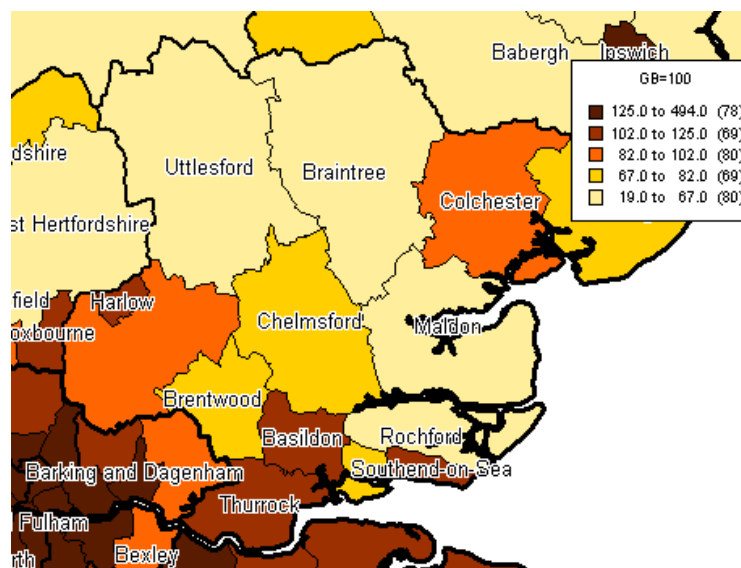 Babergh
Ipswich
GB=100
125.0 to 494.0 (78)
102.0 to 125.0 (69)
82.0 to 102.0 (80)
67.0 to 82.0 (69)
19.0 to 67.0 (80)
dshire
Uttlesford
Braintree
Colchester
st Hertfordshire
field
Harlow
oxbourne
Chelmsford
Maldon
Brentwood
Basildon
Rochford
Barking and Dagenham
Southend-on-Sea
Thurrock
Fulham
Bexley
rth